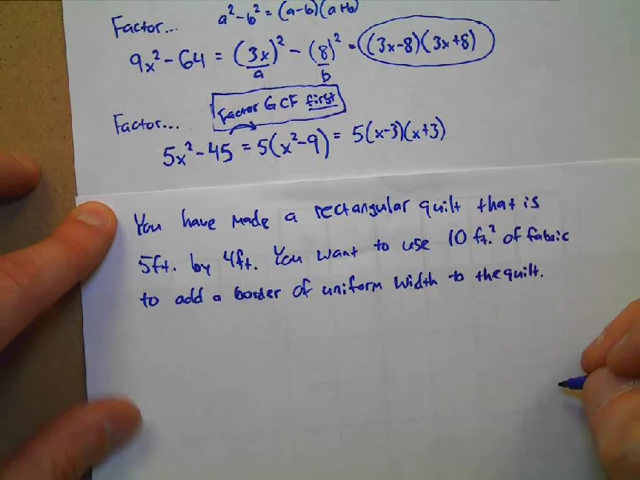 Factor...
a² - b² = (a-b)(a+b)
9x² - 64 = (3x)² - (8)² = (3x-8)(3x+8)
a b
Factor GCF first
Factor...
5x² - 45 = 5(x² - 9) = 5(x-3)(x+3)
You have made a rectangular quilt that is
5ft. by 4ft. You want to use 10 ft.² of fabric
to add a border of uniform width to the quilt.